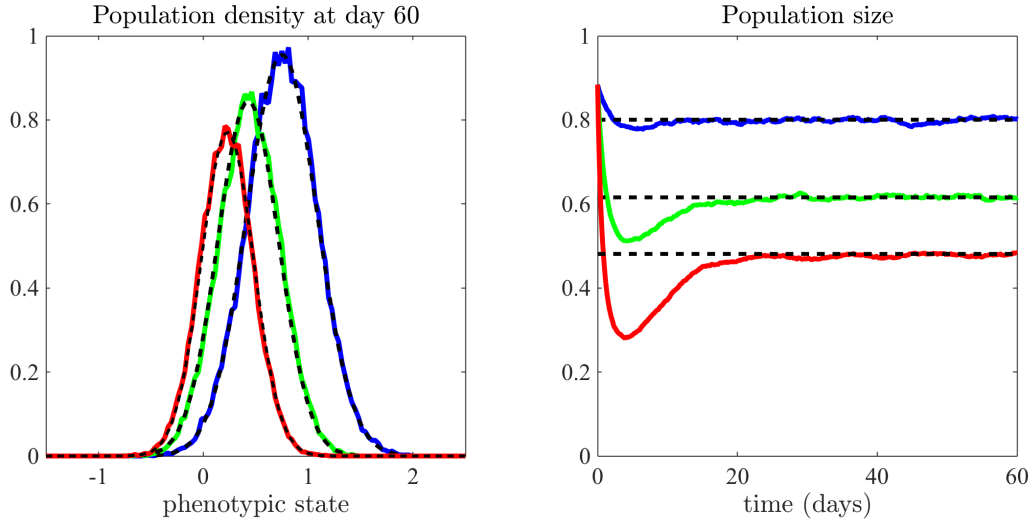 Population density at day 60
1
0.8
0.6
0.4
0.2
0
-1 0 1 2
phenotypic state
Population size
1
0.8
0.6
0.4
0.2
0
0 20 40 60
time (days)